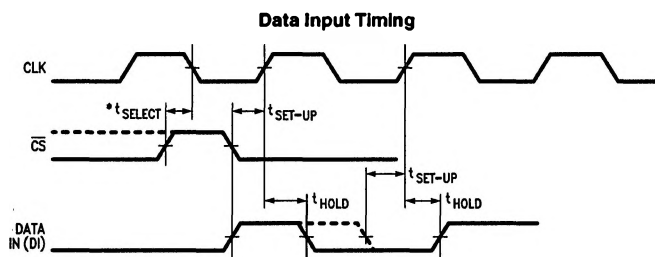 Data Input Timing
CLK
*tSELECT
tSET-UP
CS
tSET-UP
tHOLD
tHOLD
DATA
IN (DI)